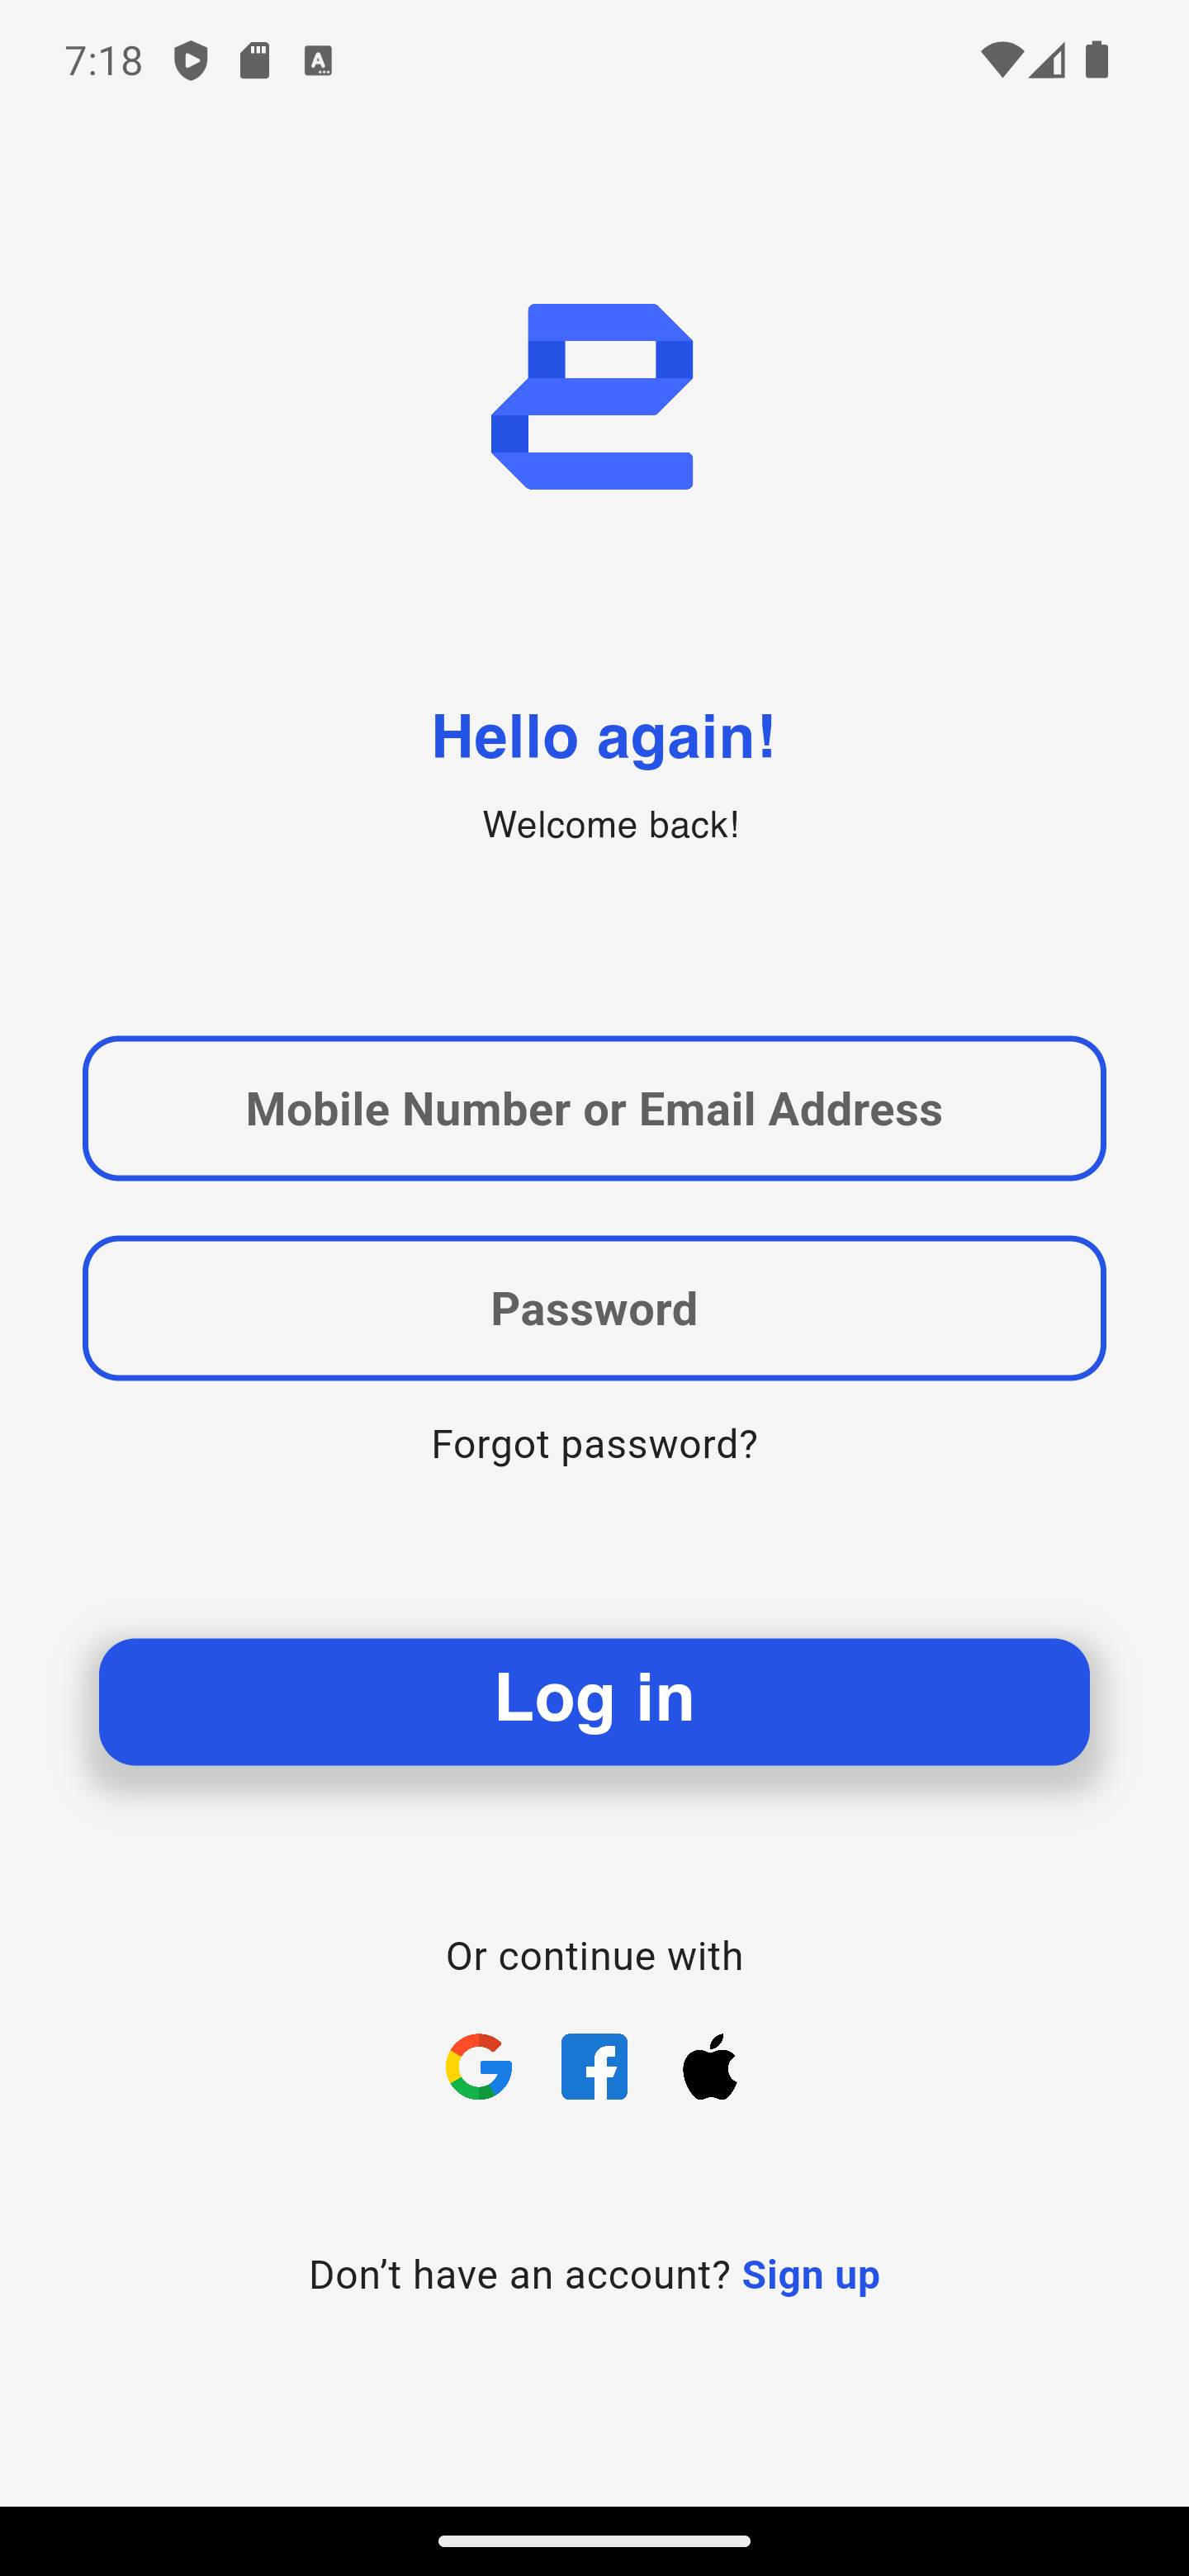 7:18
Hello again!
Welcome back!
Mobile Number or Email Address
Password
Forgot password?
Log in
Or continue with
Don’t have an account? Sign up